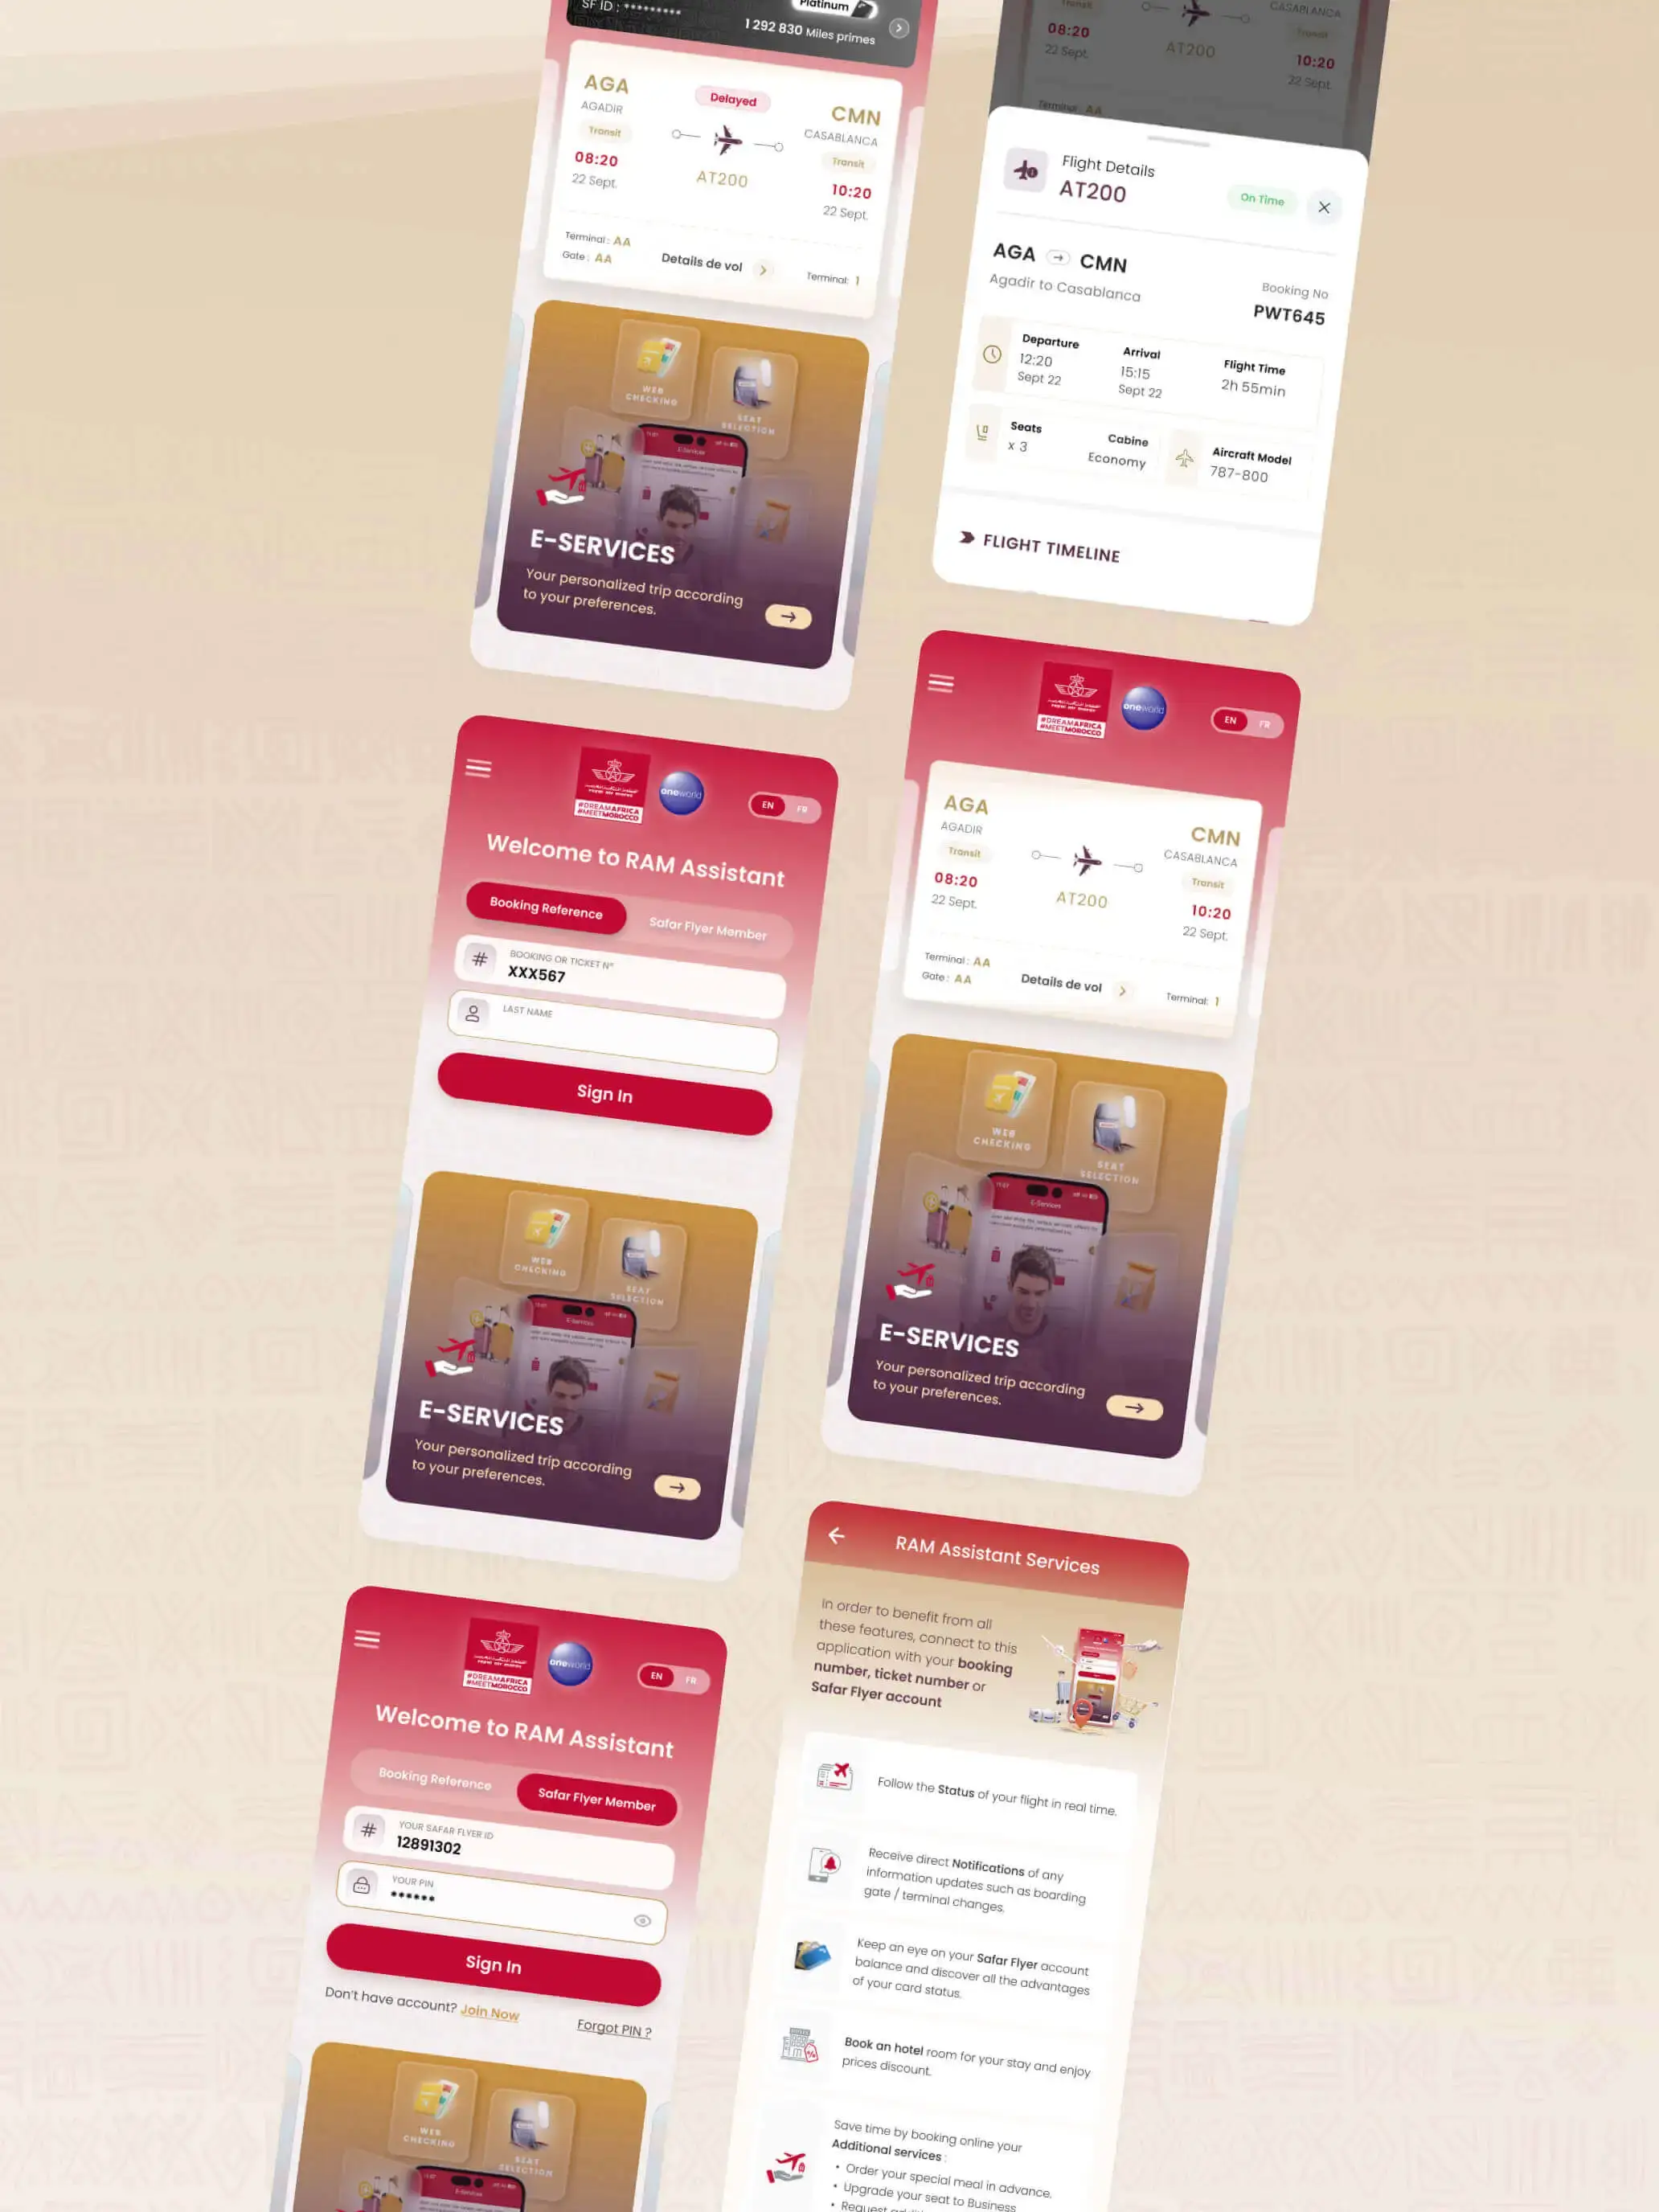 SF ID : *********
Platinum
1 292 830 Miles primes
AGA
AGADIR
Transit
08:20
22 Sept.
Delayed
AT200
CMN
CASABLANCA
Transit
10:20
22 Sept.
Terminal : AA
Gate : AA
Details de vol
Terminal: 1
WEB
CHECKING
SEAT
SELECTION
E-Services
E-SERVICES
Your personalized trip according
to your preferences.
Transit
08:20
22 Sept.
AT200
CASABLANCA
Transit
10:20
22 Sept.
Terminal : AA
Flight Details
AT200
On Time
AGA
CMN
Agadir to Casablanca
Booking No
PWT645
Departure
12:20
Sept 22
Arrival
15:15
Sept 22
Flight Time
2h 55min
Seats
x 3
Cabine
Economy
Aircraft Model
787-800
FLIGHT TIMELINE
royal air maroc
#DREAMAFRICA
#MEETMOROCCO
oneworld
EN
FR
Welcome to RAM Assistant
Booking Reference
Safar Flyer Member
BOOKING OR TICKET N°
XXX567
LAST NAME
Sign In
WEB
CHECKING
SEAT
SELECTION
E-Services
E-SERVICES
Your personalized trip according
to your preferences.
royal air maroc
#DREAMAFRICA
#MEETMOROCCO
oneworld
EN
FR
AGA
AGADIR
Transit
08:20
22 Sept.
AT200
CMN
CASABLANCA
Transit
10:20
22 Sept.
Terminal : AA
Gate : AA
Details de vol
Terminal: 1
WEB
CHECKING
SEAT
SELECTION
E-Services
E-SERVICES
Your personalized trip according
to your preferences.
royal air maroc
#DREAMAFRICA
#MEETMOROCCO
oneworld
EN
FR
Welcome to RAM Assistant
Booking Reference
Safar Flyer Member
YOUR SAFAR FLYER ID
12891302
YOUR PIN
******
Sign In
Don't have account? Join Now
Forgot PIN ?
WEB
CHECKING
SEAT
SELECTION
RAM Assistant Services
In order to benefit from all
these features, connect to this
application with your booking
number, ticket number or
Safar Flyer account
Follow the Status of your flight in real time.
Receive direct Notifications of any
information updates such as boarding
gate / terminal changes.
Keep an eye on your Safar Flyer account
balance and discover all the advantages
of your card status.
Book an hotel room for your stay and enjoy
prices discount.
Save time by booking online your
Additional services :
• Order your special meal in advance.
• Upgrade your seat to Business